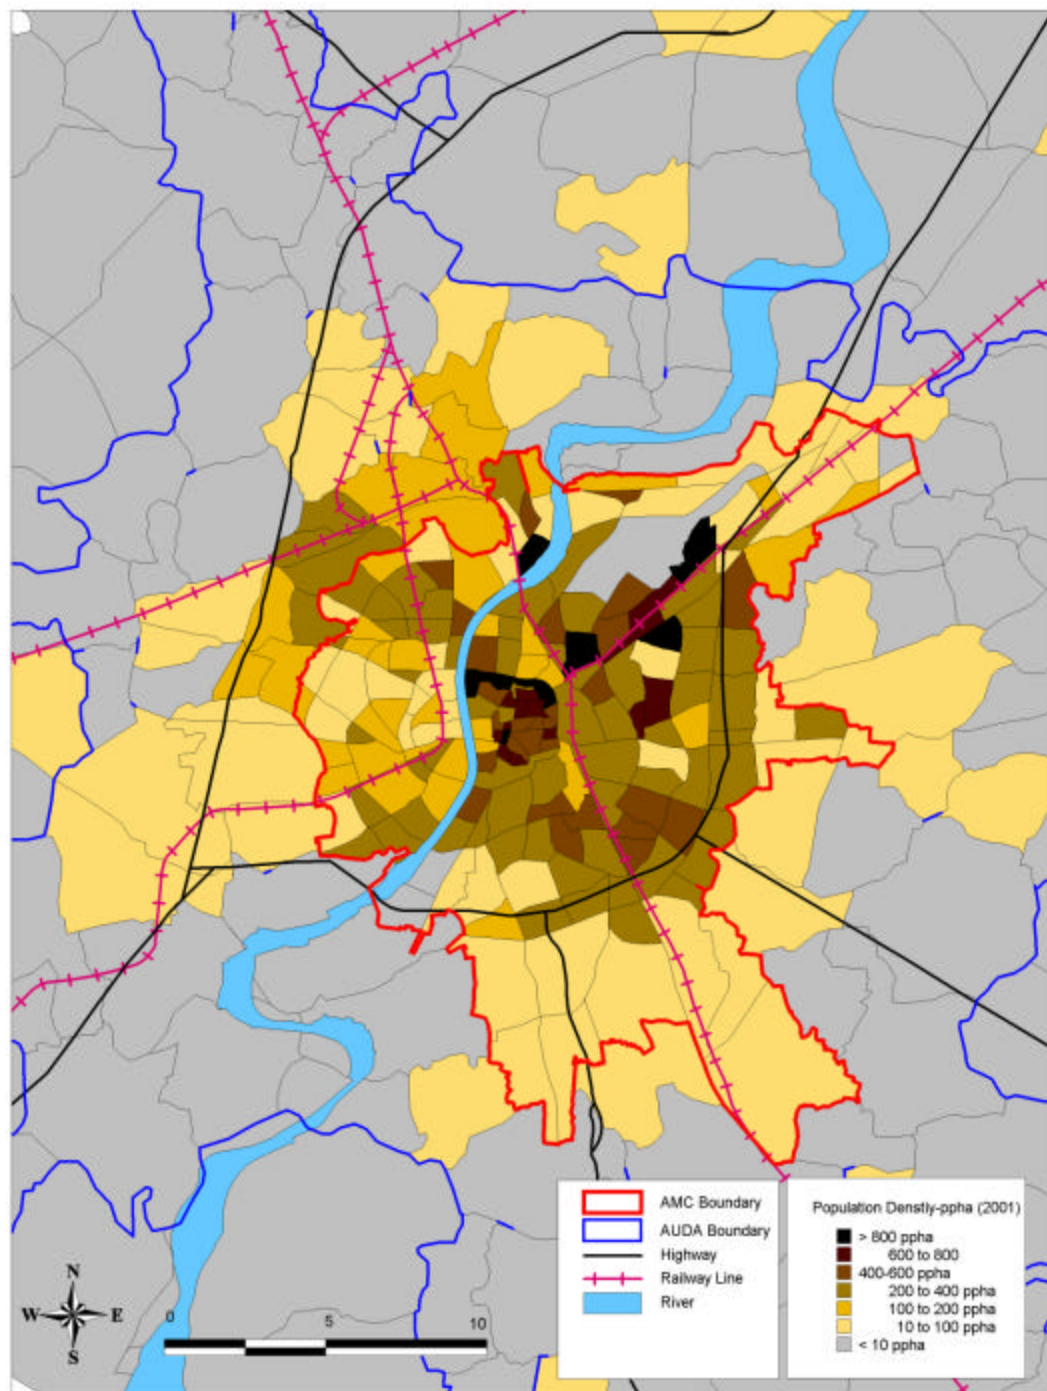 AMC Boundary
AUDA Boundary
Highway
Railway Line
River
Population Denstly-ppha (2001)
> 800 ppha
600 to 800
400-600 ppha
200 to 400 ppha
100 to 200 ppha
10 to 100 ppha
< 10 ppha
N
W E
S
0 5 10